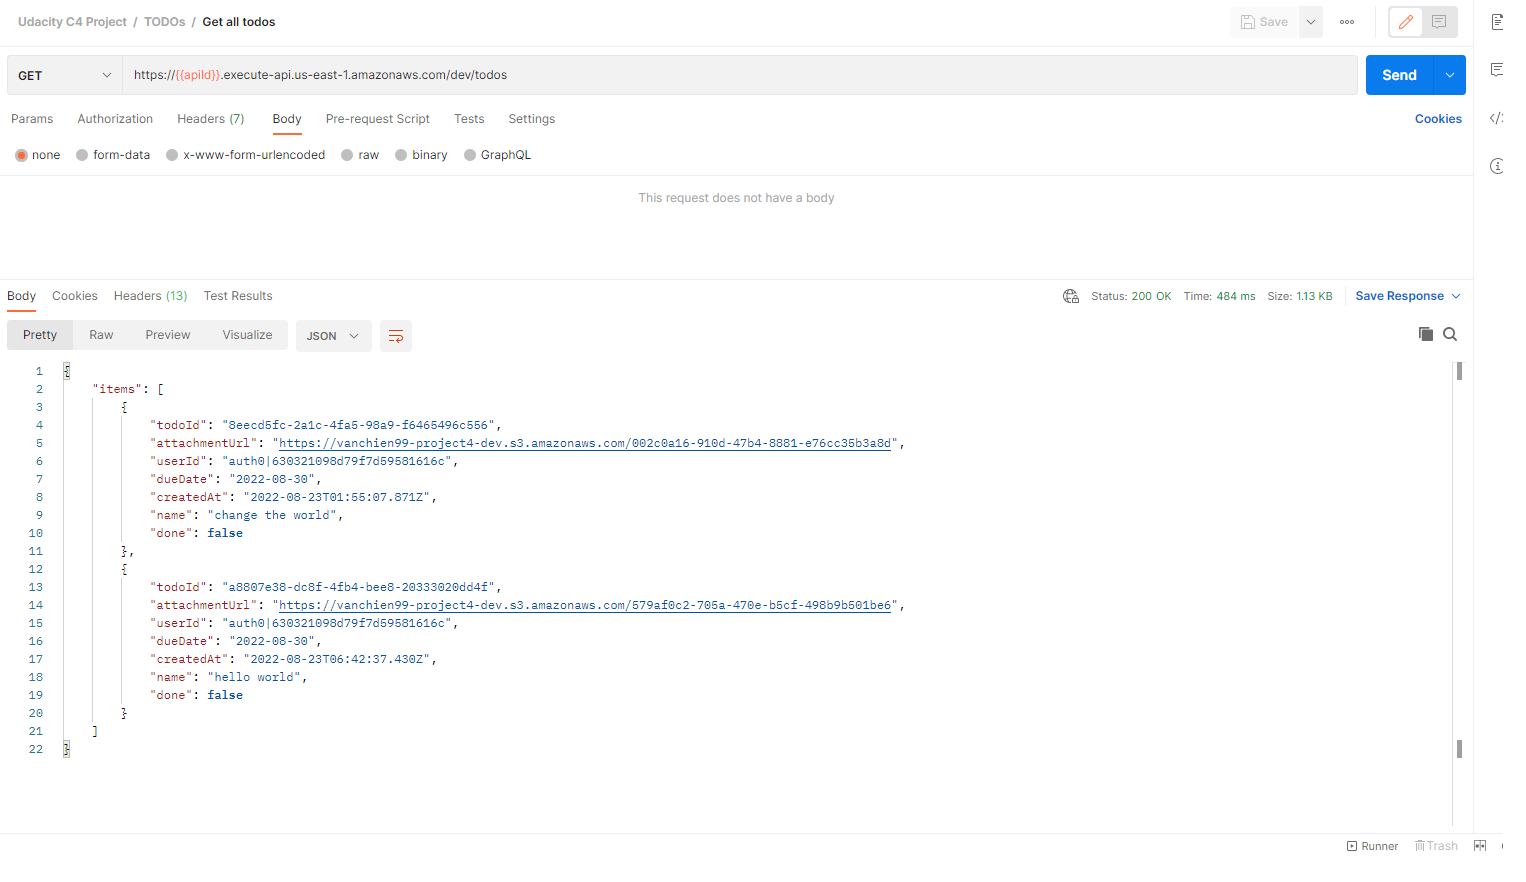 Udacity C4 Project / TODOs / Get all todos
Save
GET
https://{{apiId}}.execute-api.us-east-1.amazonaws.com/dev/todos
Send
Params Authorization Headers (7) Body Pre-request Script Tests Settings
Cookies
none form-data x-www-form-urlencoded raw binary GraphQL
This request does not have a body
Body Cookies Headers (13) Test Results
Status: 200 OK Time: 484 ms Size: 1.13 KB Save Response
Pretty Raw Preview Visualize JSON
1 {
2 "items": [
3 {
4 "todoId": "8eecd5fc-2a1c-4fa5-98a9-f6465496c556",
5 "attachmentUrl": "https://vanchien99-project4-dev.s3.amazonaws.com/002c0a16-910d-47b4-8881-e76cc35b3a8d",
6 "userId": "auth0|630321098d79f7d59581616c",
7 "dueDate": "2022-08-30",
8 "createdAt": "2022-08-23T01:55:07.871Z",
9 "name": "change the world",
10 "done": false
11 },
12 {
13 "todoId": "a8807e38-dc8f-4fb4-bee8-20333020dd4f",
14 "attachmentUrl": "https://vanchien99-project4-dev.s3.amazonaws.com/579af0c2-705a-470e-b5cf-498b9b501be6",
15 "userId": "auth0|630321098d79f7d59581616c",
16 "dueDate": "2022-08-30",
17 "createdAt": "2022-08-23T06:42:37.430Z",
18 "name": "hello world",
19 "done": false
20 }
21 ]
22 }
Runner Trash